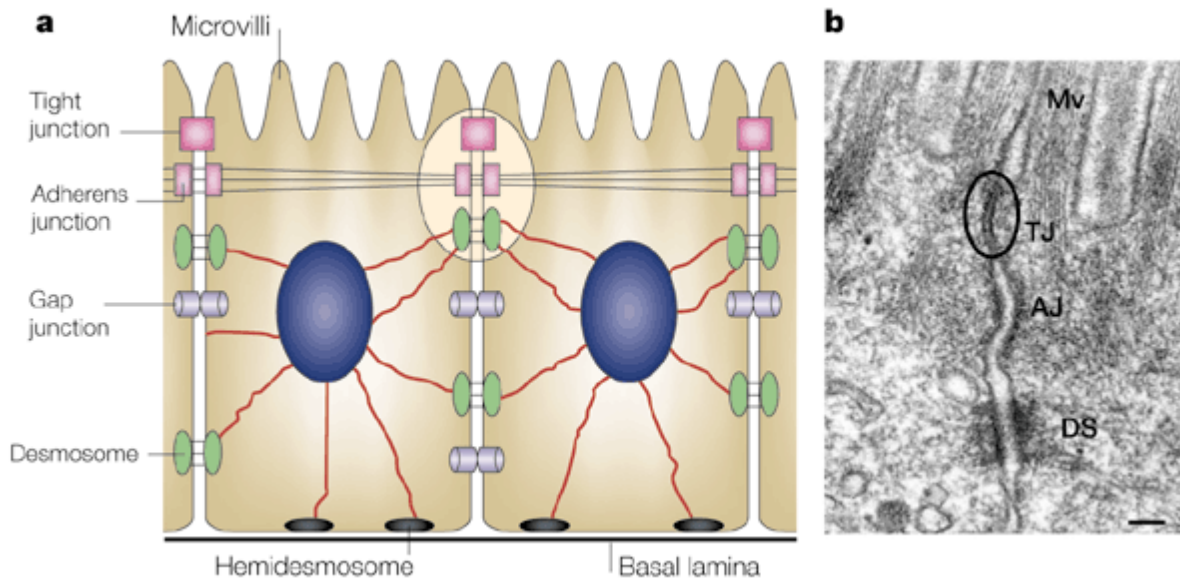 a
Microvilli
Tight
junction
Adherens
junction
Gap
junction
Desmosome
Hemidesmosome
Basal lamina
b
Mv
TJ
AJ
DS